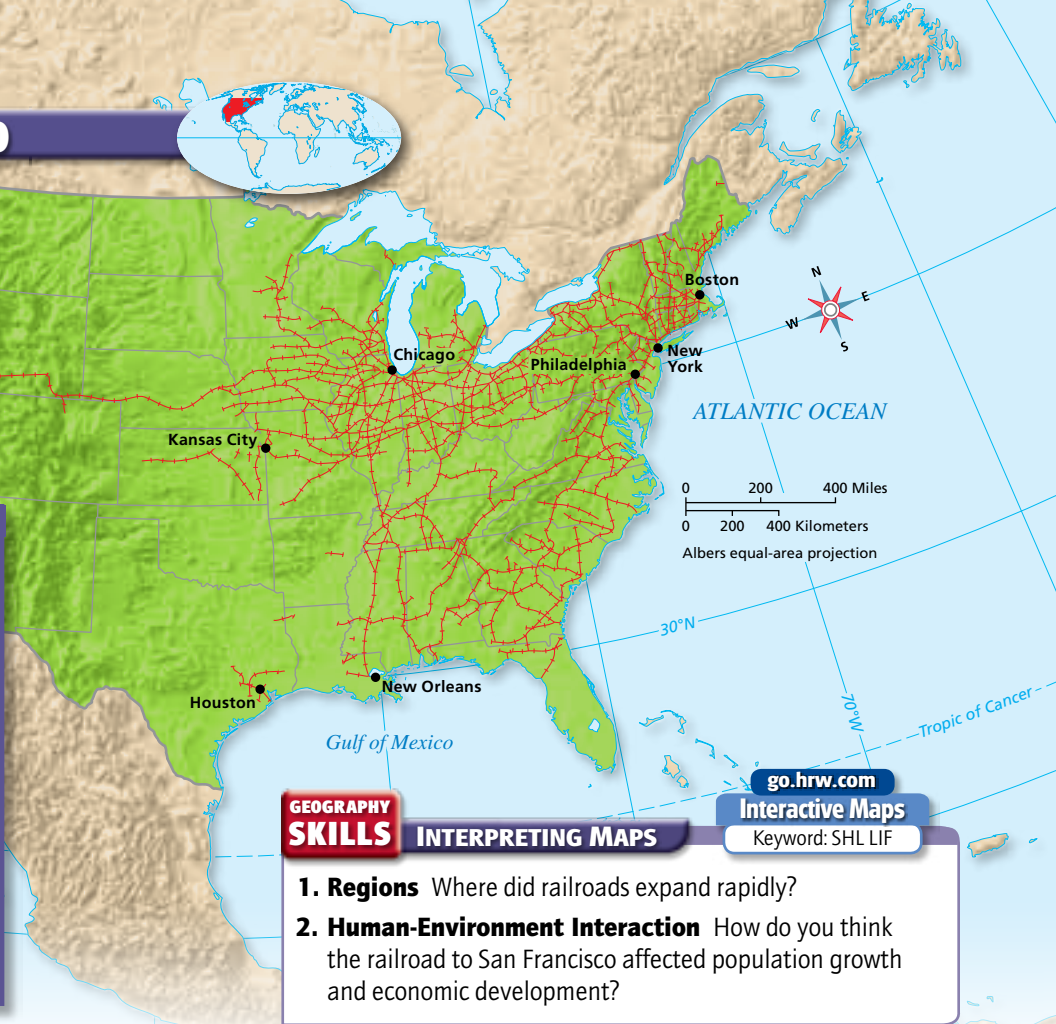 N
E
W
S
Boston
New
York
Philadelphia
Chicago
Kansas City
ATLANTIC OCEAN
0 200 400 Miles
0 200 400 Kilometers
Albers equal-area projection
30°N
70°W
Tropic of Cancer
Houston
New Orleans
Gulf of Mexico
go.hrw.com
Interactive Maps
Keyword: SHL LIF
GEOGRAPHY
SKILLS
INTERPRETING MAPS
1. Regions Where did railroads expand rapidly?
2. Human-Environment Interaction How do you think
the railroad to San Francisco affected population growth
and economic development?